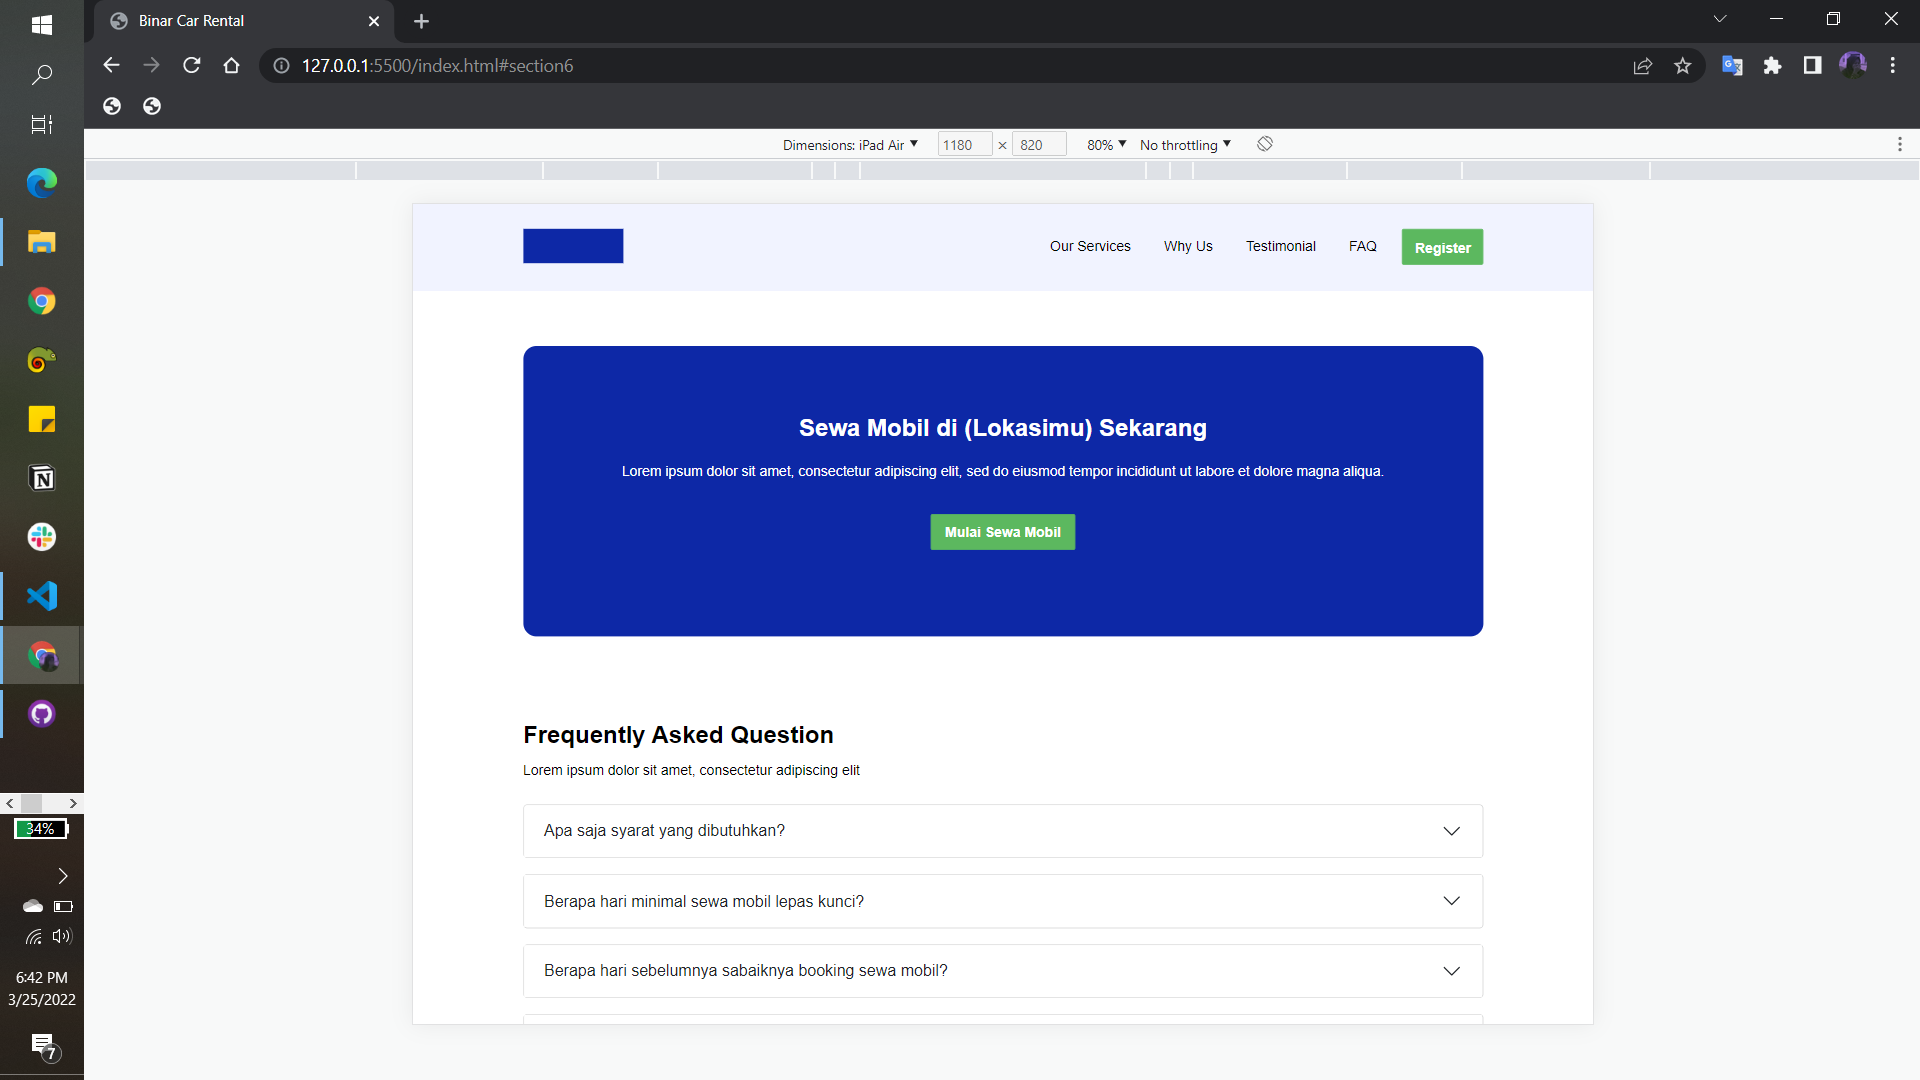 Binar Car Rental
127.0.0.1:5500/index.html#section6
Dimensions: iPad Air ▼ 1180 × 820 80% ▼ No throttling ▼
Our Services Why Us Testimonial FAQ Register
Sewa Mobil di (Lokasimu) Sekarang
Lorem ipsum dolor sit amet, consectetur adipiscing elit, sed do eiusmod tempor incididunt ut labore et dolore magna aliqua.
Mulai Sewa Mobil
Frequently Asked Question
Lorem ipsum dolor sit amet, consectetur adipiscing elit
Apa saja syarat yang dibutuhkan?
Berapa hari minimal sewa mobil lepas kunci?
Berapa hari sebelumnya sabaiknya booking sewa mobil?
34%
6:42 PM
3/25/2022
7